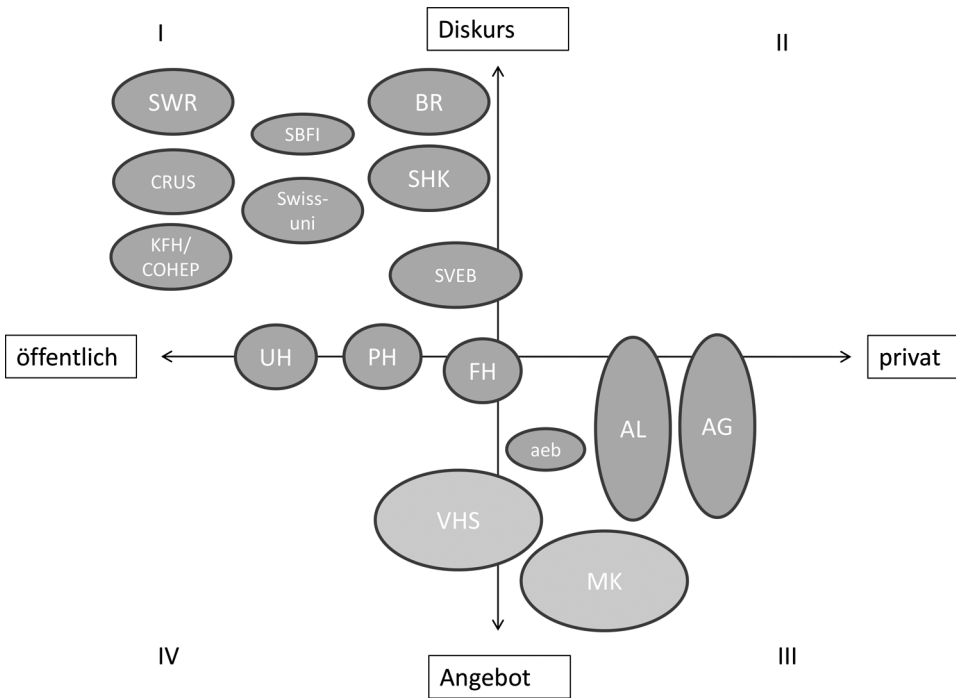 I
Diskurs
II
SWR
BR
SBFI
CRUS
SHK
Swiss-
uni
KFH/
COHEP
SVEB
öffentlich
UH
PH
FH
privat
AL
AG
aeb
VHS
MK
IV
Angebot
III